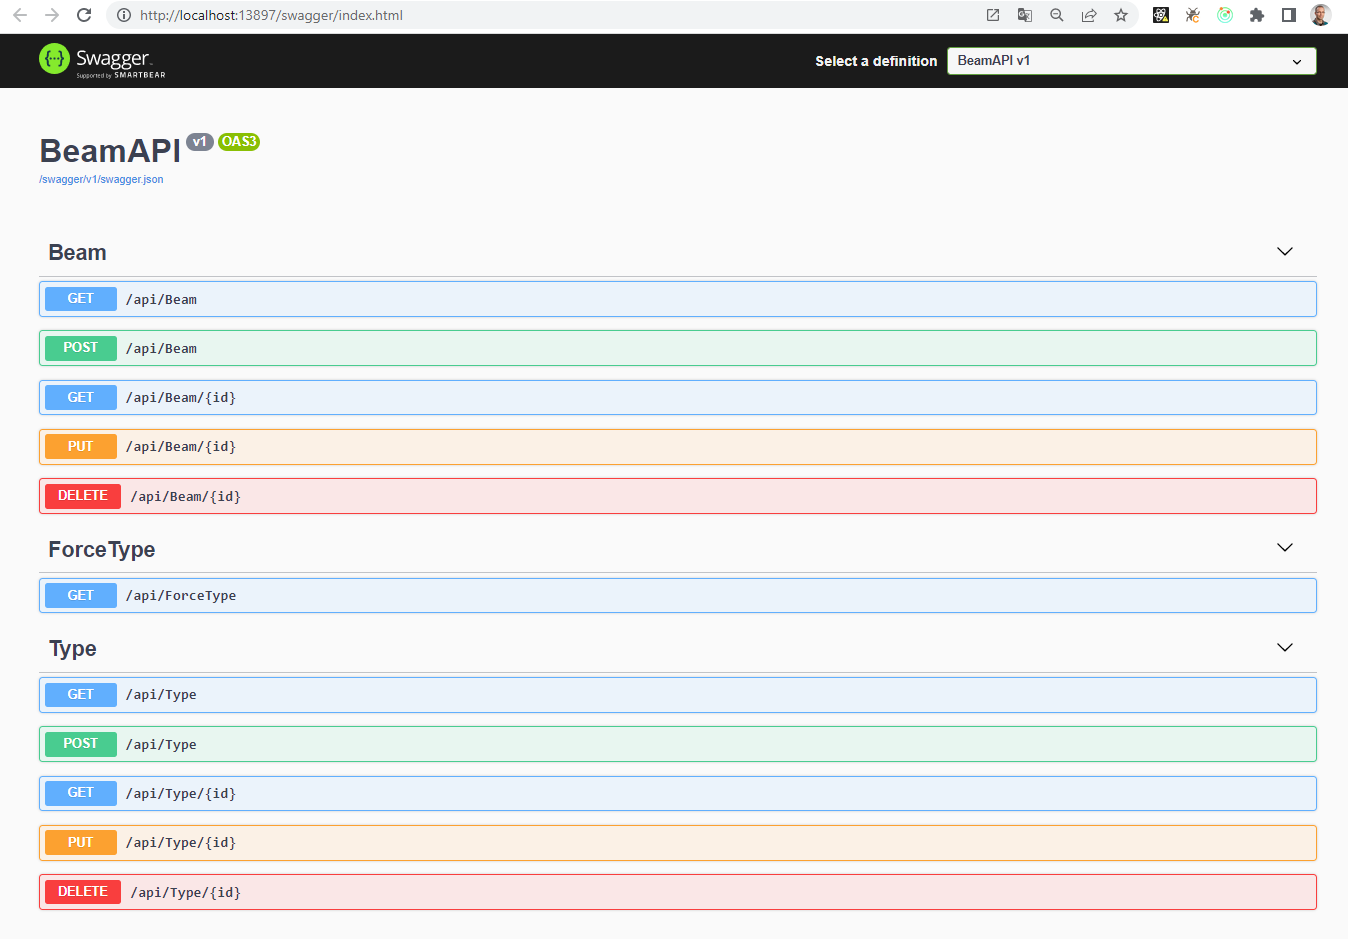 http://localhost:13897/swagger/index.html
{···} Swagger. Select a definition BeamAPI v1
Supported by SMARTBEAR
BeamAPI v1 OAS3
/swagger/v1/swagger.json
Beam
GET /api/Beam
POST /api/Beam
GET /api/Beam/{id}
PUT /api/Beam/{id}
DELETE /api/Beam/{id}
ForceType
GET /api/ForceType
Type
GET /api/Type
POST /api/Type
GET /api/Type/{id}
PUT /api/Type/{id}
DELETE /api/Type/{id}